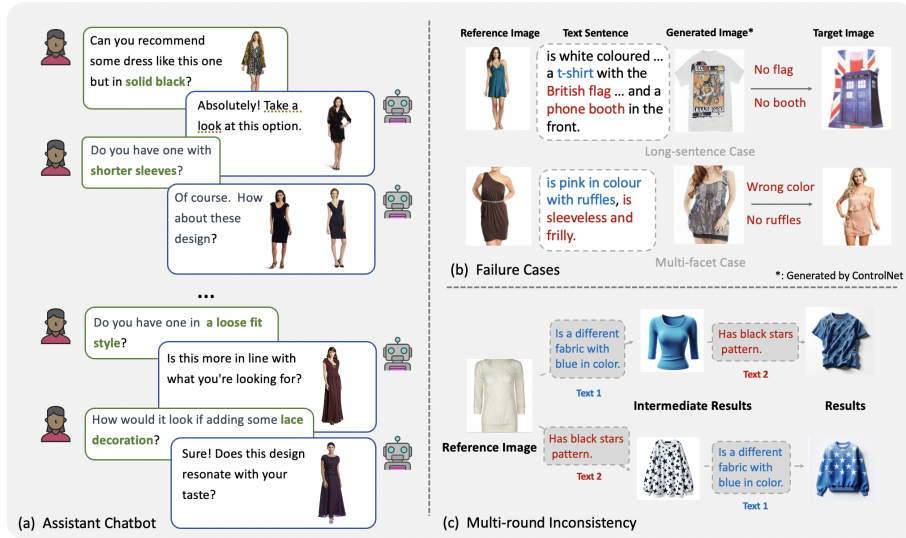 Can you recommend
some dress like this one
but in solid black?
Absolutely! Take a
look at this option.
Do you have one with
shorter sleeves?
Of course. How
about these
design?
...
Do you have one in a loose fit
style?
Is this more in line with
what you're looking for?
How would it look if adding some lace
decoration?
Sure! Does this design
resonate with your
taste?
(a) Assistant Chatbot
Reference Image
Text Sentence
Generated Image*
Target Image
is white coloured ...
a t-shirt with the
British flag ... and a
phone booth in the
front.
No flag
No booth
Long-sentence Case
is pink in colour
with ruffles, is
sleeveless and
frilly.
Wrong color
No ruffles
Multi-facet Case
(b) Failure Cases
*: Generated by ControlNet
Is a different
fabric with
blue in color.
Text 1
Has black stars
pattern.
Text 2
Reference Image
Intermediate Results
Results
Has black stars
pattern.
Text 2
Is a different
fabric with
blue in color.
Text 1
(c) Multi-round Inconsistency